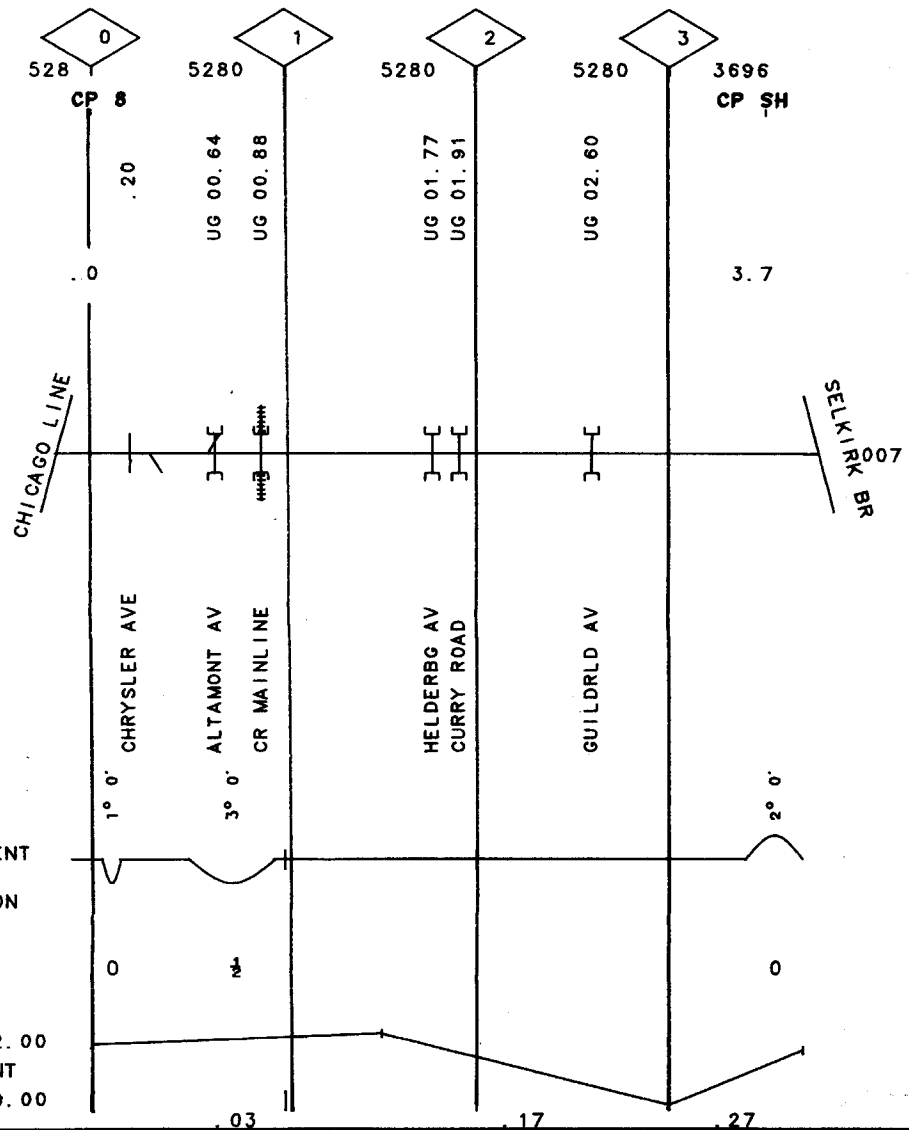 0 1 2 3
528 5280 5280 5280 3696
CP 8 CP SH
.20
UG 00.64
UG 00.88
UG 01.77
UG 01.91
UG 02.60
.0 3.7
CHICAGO LINE
SELKIRK BR
007
CHRYSLER AVE
ALTAMONT AV
CR MAINLINE
HELDERBG AV
CURRY ROAD
GUILDRLD AV
1° 0'
3° 0'
2° 0'
ENT
ON
0 ½ 0
2.00
NT
0.00
.03 .17 .27